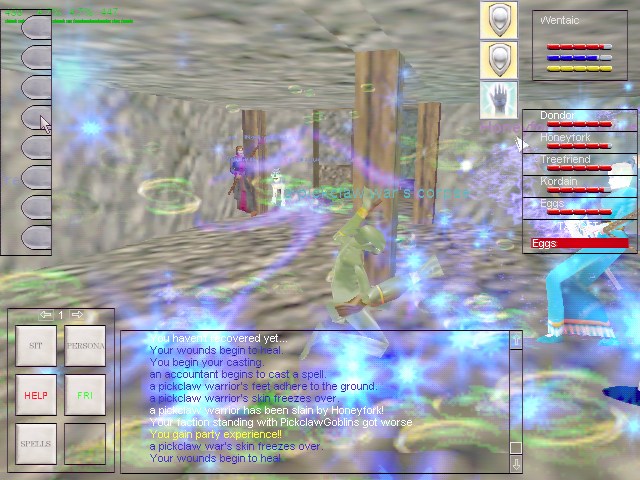 Wentaic
Dondor
Honeyfork
Treefriend
Kordain
Eggs
Eggs
1
SIT
PERSONA
HELP
FRI
SPELLS
You haven't recovered yet...
Your wounds begin to heal.
You begin your casting.
an accountant begins to cast a spell.
a pickclaw warrior's feet adhere to the ground.
a pickclaw warrior's skin freezes over.
a pickclaw warrior has been slain by Honeyfork!
Your faction standing with PickclawGoblins got worse
You gain party experience!!
a pickclaw war's skin freezes over.
Your wounds begin to heal.